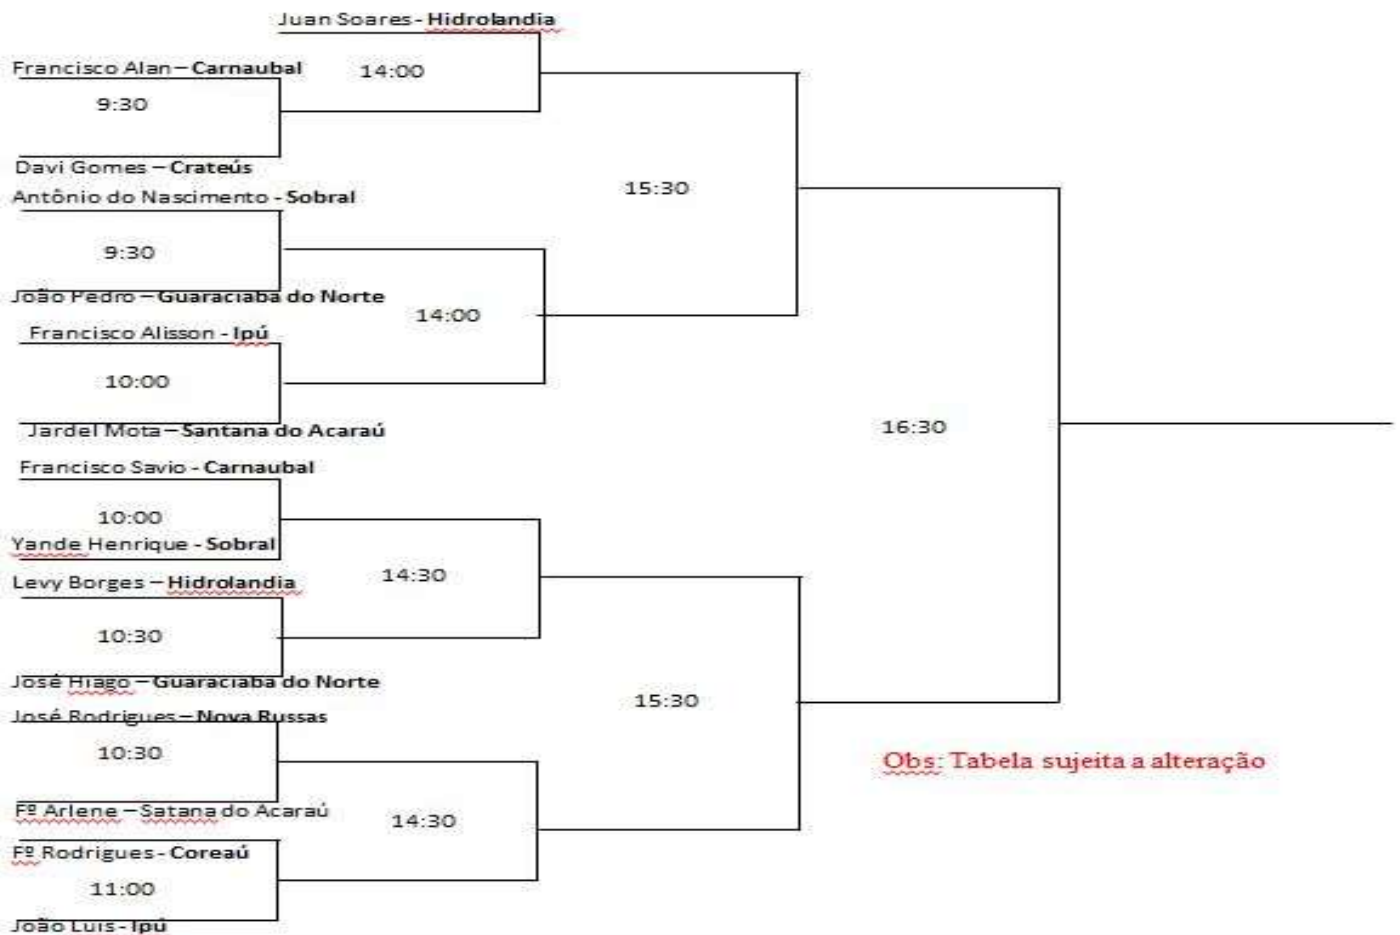 Juan Soares - Hidrolandia
Francisco Alan – Carnaubal
14:00
9:30
Davi Gomes – Crateús
15:30
Antônio do Nascimento - Sobral
9:30
João Pedro – Guaraciaba do Norte
14:00
Francisco Alisson - Ipú
10:00
Jardel Mota – Santana do Acaraú
16:30
Francisco Savio - Carnaubal
10:00
Yande Henrique - Sobral
14:30
Levy Borges – Hidrolandia
10:30
José Hiago – Guaraciaba do Norte
15:30
José Rodrigues – Nova Russas
10:30
Obs: Tabela sujeita a alteração
Fº Arlene – Satana do Acaraú
14:30
Fº Rodrigues - Coreaú
11:00
João Luis - Ipú